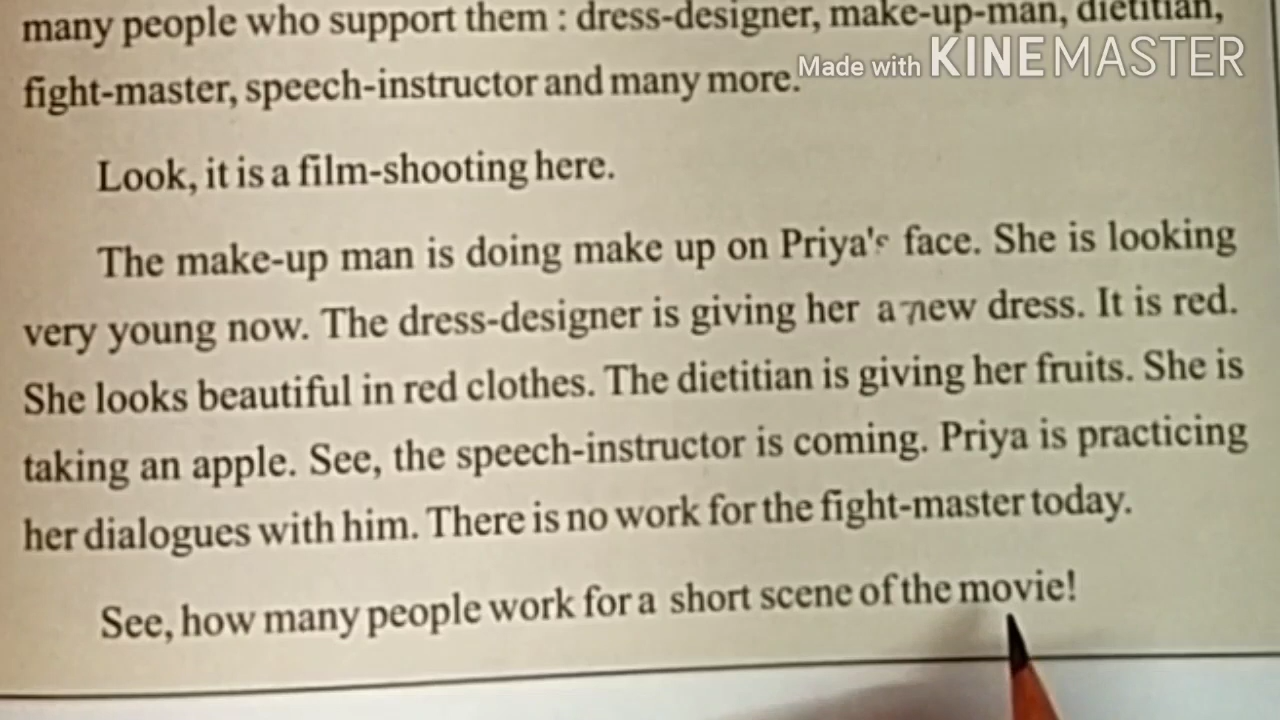 many people who support them : dress-designer, make-up-man, dietitian,
Made with KINEMASTER
fight-master, speech-instructor and many more.
Look, it is a film-shooting here.
The make-up man is doing make up on Priya's face. She is looking
very young now. The dress-designer is giving her a new dress. It is red.
She looks beautiful in red clothes. The dietitian is giving her fruits. She is
taking an apple. See, the speech-instructor is coming. Priya is practicing
her dialogues with him. There is no work for the fight-master today.
See, how many people work for a short scene of the movie!